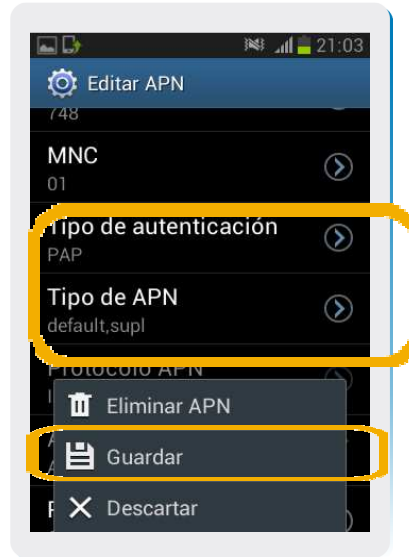 21:03
Editar APN
748
MNC
01
Tipo de autenticación
PAP
Tipo de APN
default,supl
Protocolo APN
Eliminar APN
Guardar
Descartar